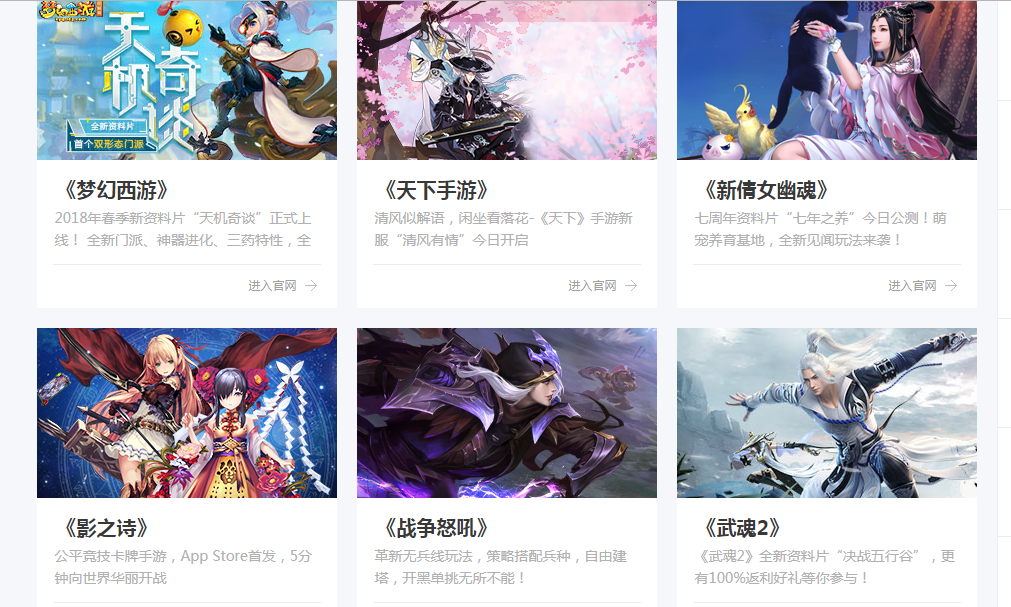 梦幻西游
天机奇谈
全新资料片
首个双形态门派
《梦幻西游》
2018年春季新资料片“天机奇谈”正式上
线！ 全新门派、神器进化、三药特性，全
进入官网
《天下手游》
清风似解语，闲坐看落花-《天下》手游新
服“清风有情”今日开启
进入官网
《新倩女幽魂》
七周年资料片“七年之养”今日公测！萌
宠养育基地，全新见闻玩法来袭！
进入官网
《影之诗》
公平竞技卡牌手游，App Store首发，5分
钟向世界华丽开战
《战争怒吼》
革新无兵线玩法，策略搭配兵种，自由建
塔，开黑单挑无所不能！
《武魂2》
《武魂2》全新资料片“决战五行谷”，更
有100%返利好礼等你参与！